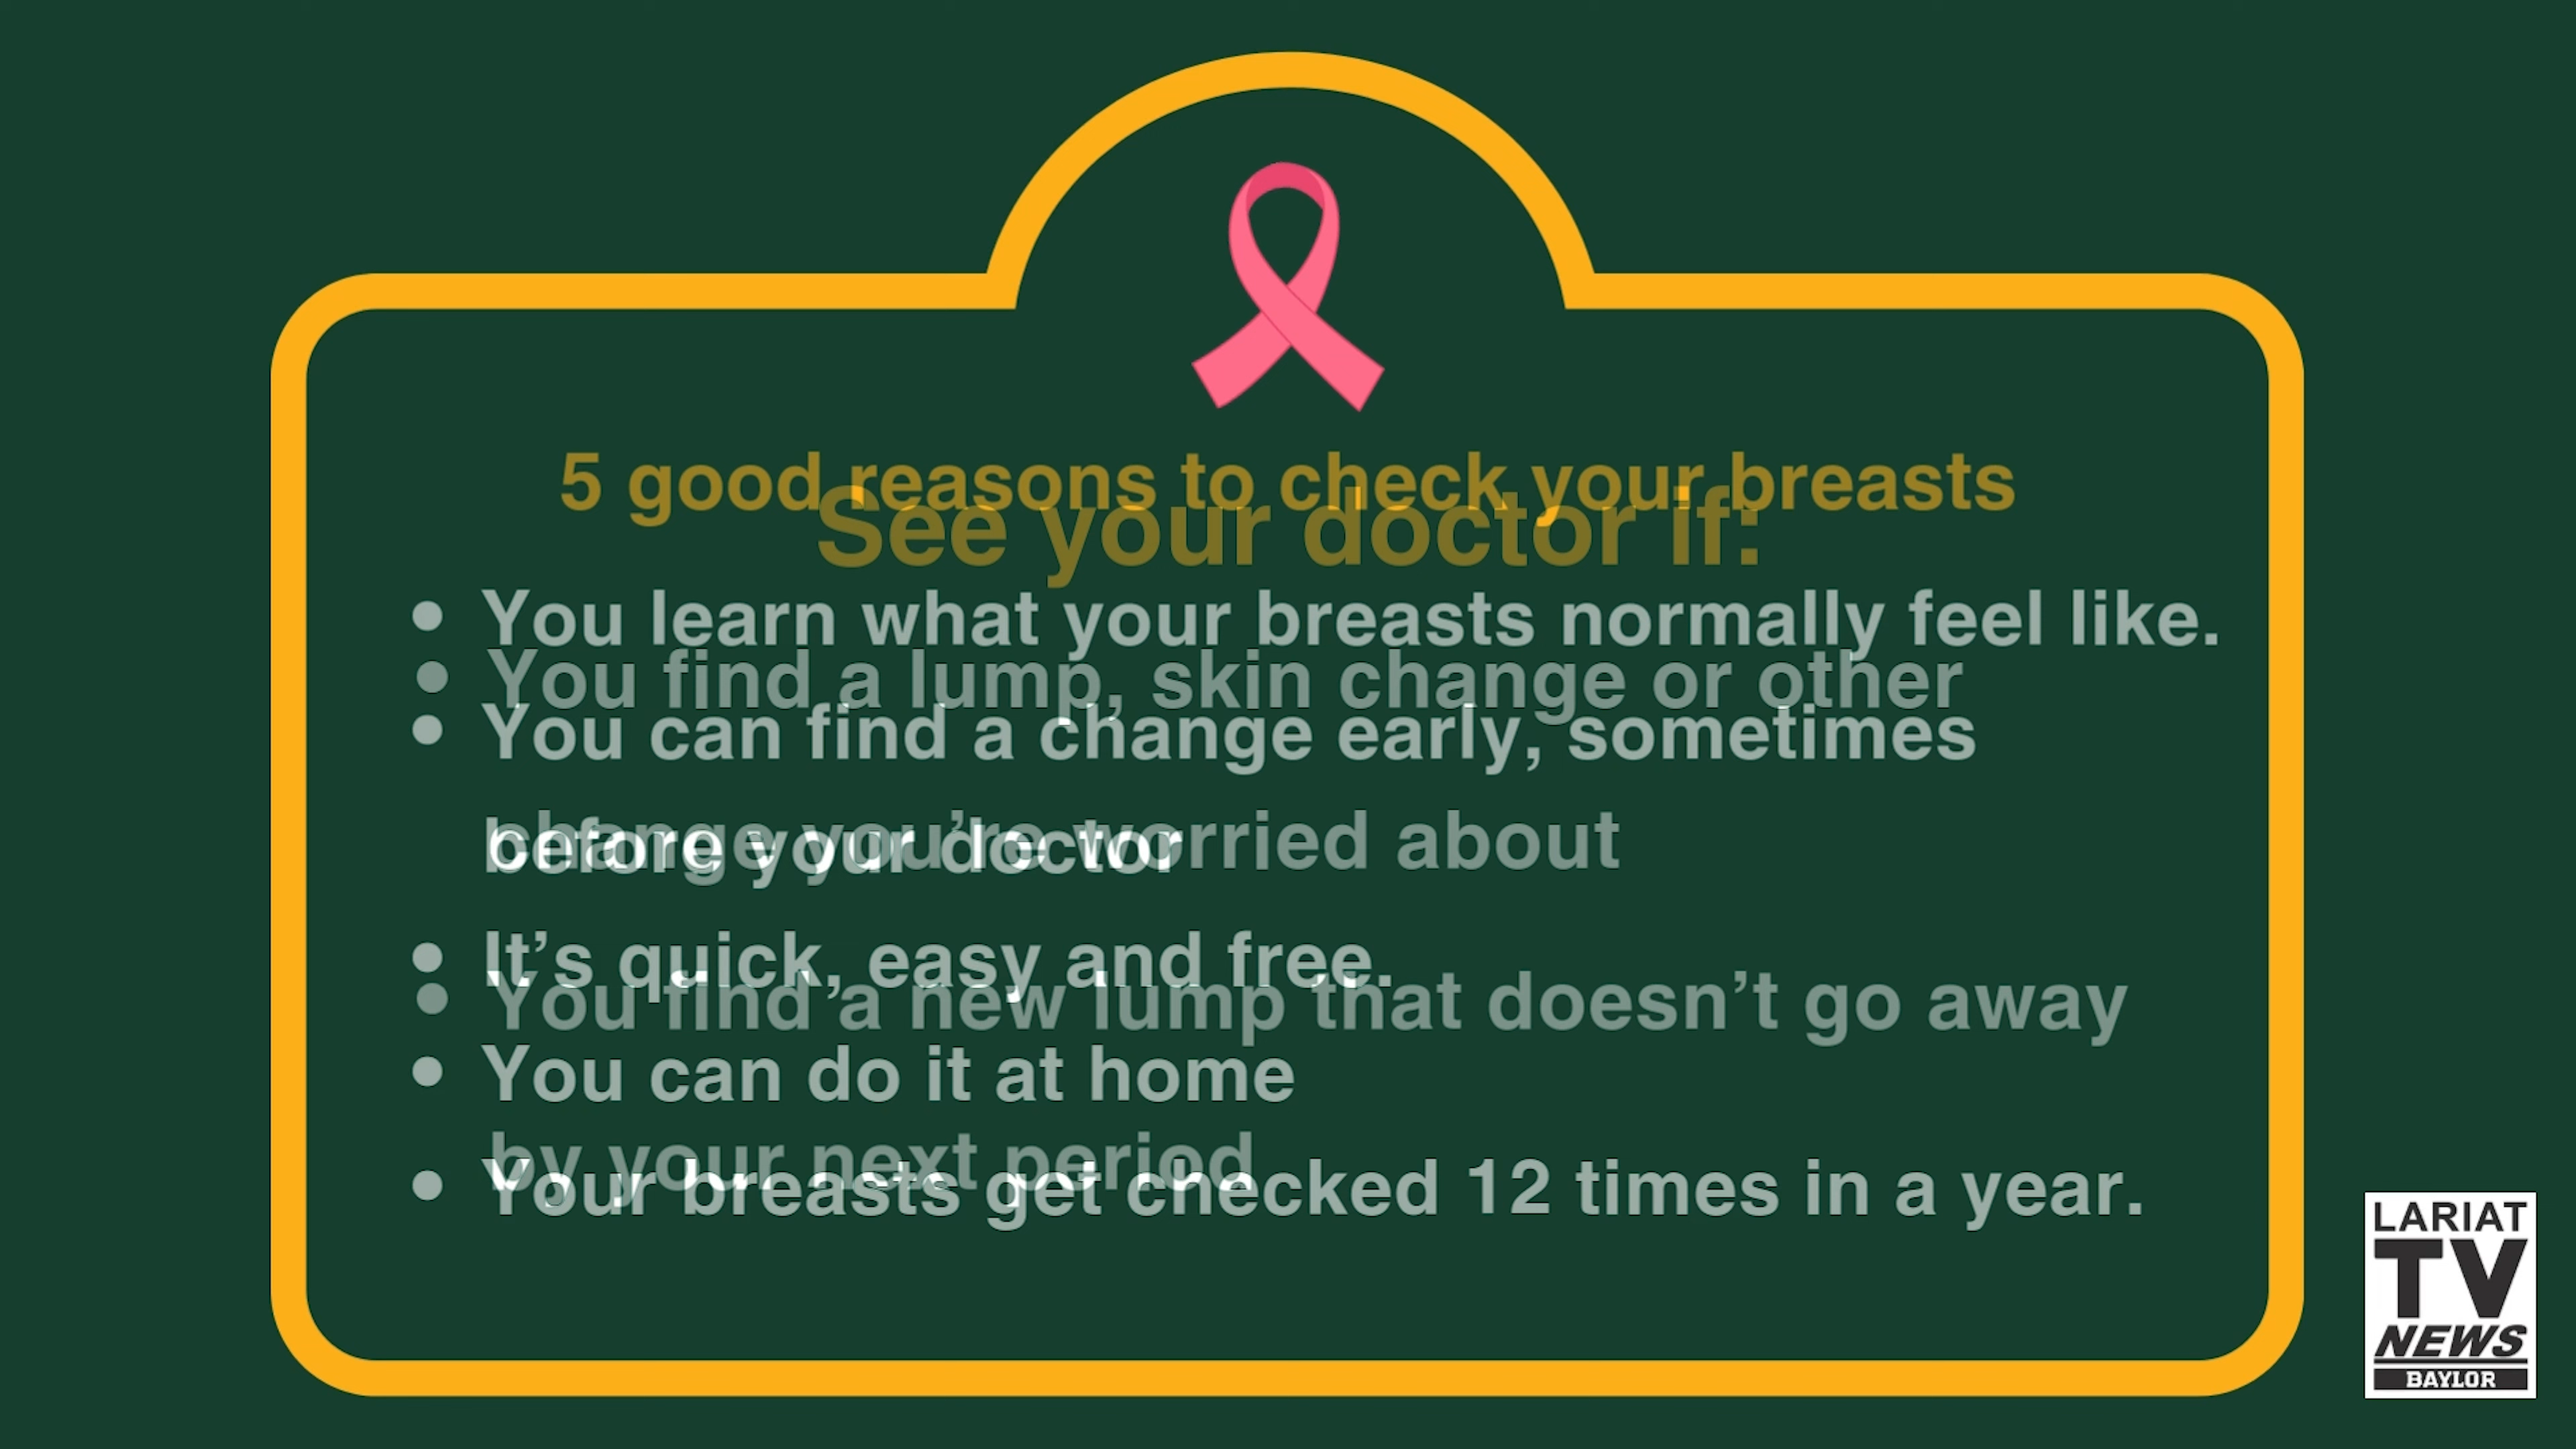 5 good reasons to check your breasts
See your doctor if:
• You learn what your breasts normally feel like.
• You find a lump, skin change or other
• You can find a change early, sometimes
change you're worried about
before your doctor
• It's quick, easy and free.
• You find a new lump that doesn't go away
• You can do it at home
by your next period
• Your breasts get checked 12 times in a year.
LARIAT
TV
NEWS
BAYLOR